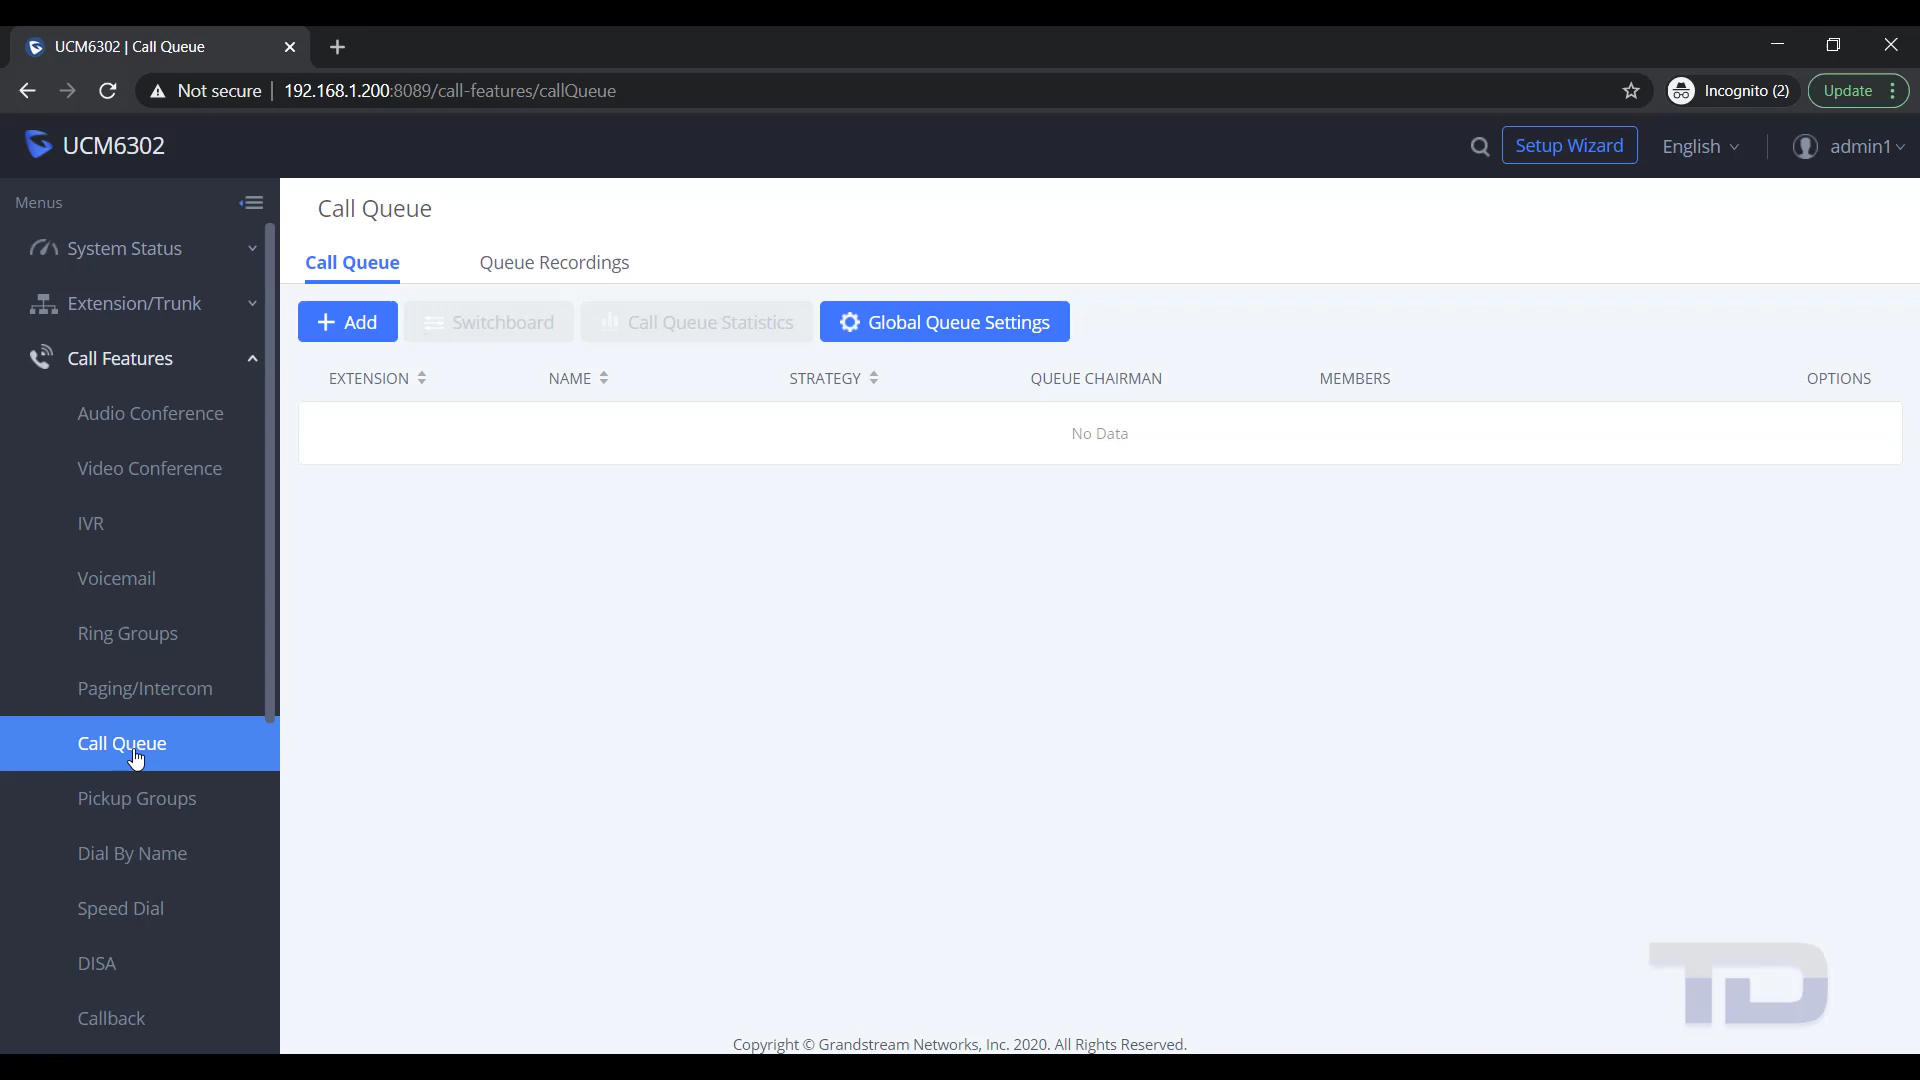 UCM6302 | Call Queue
Not secure 192.168.1.200:8089/call-features/callQueue Incognito (2) Update
UCM6302 Setup Wizard English admin1
Menus
System Status
Extension/Trunk
Call Features
Audio Conference
Video Conference
IVR
Voicemail
Ring Groups
Paging/Intercom
Call Queue
Pickup Groups
Dial By Name
Speed Dial
DISA
Callback
Call Queue
Call Queue Queue Recordings
+ Add Switchboard Call Queue Statistics Global Queue Settings
EXTENSION NAME STRATEGY QUEUE CHAIRMAN MEMBERS OPTIONS
No Data
TD
Copyright © Grandstream Networks, Inc. 2020. All Rights Reserved.